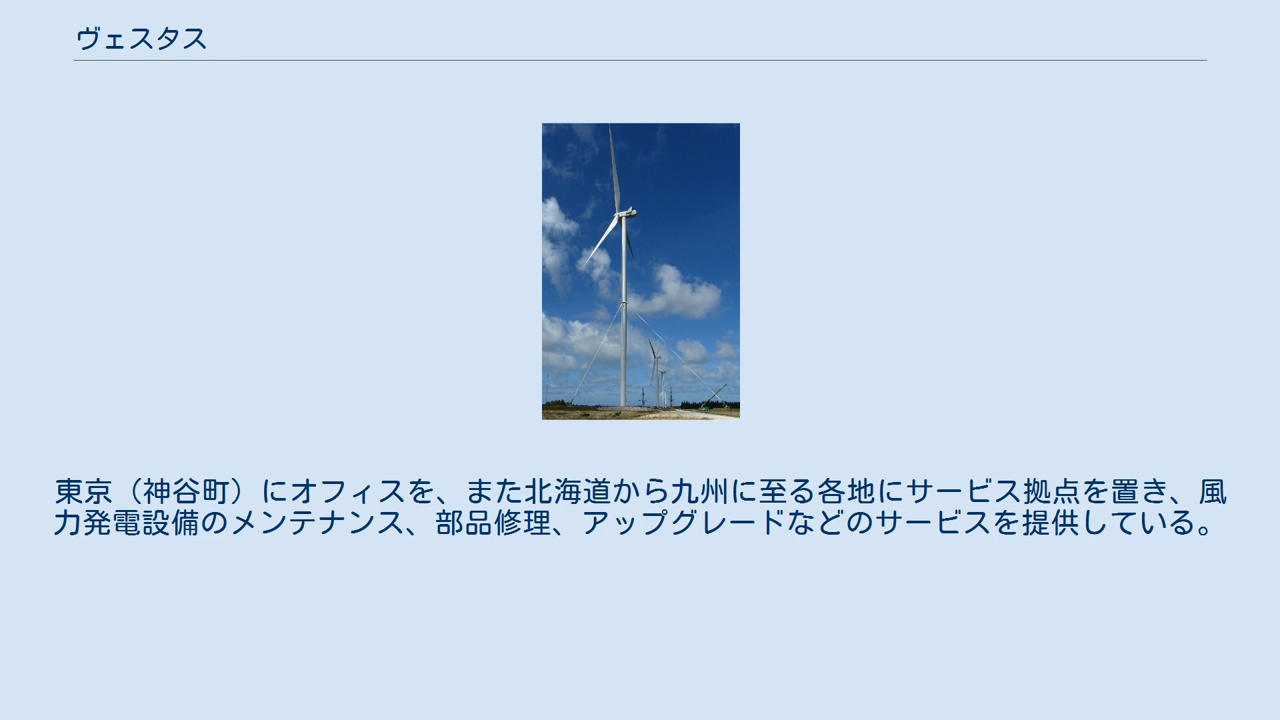 ヴェスタス
東京（神谷町）にオフィスを、また北海道から九州に至る各地にサービス拠点を置き、風
力発電設備のメンテナンス、部品修理、アップグレードなどのサービスを提供している。